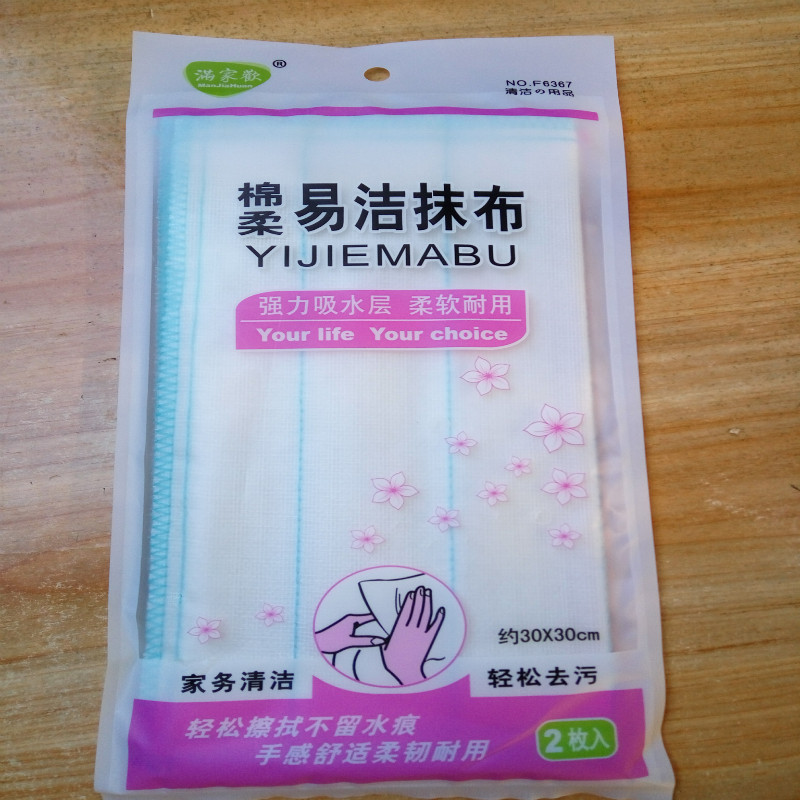 满家歡®
ManJiaHuan
NO.F6367
清洁の用品
棉柔 易洁抹布
YIJIEMABU
强力吸水层 柔软耐用
Your life Your choice
约30X30cm
家务清洁
轻松去污
轻松擦拭不留水痕
手感舒适柔韧耐用
2枚入